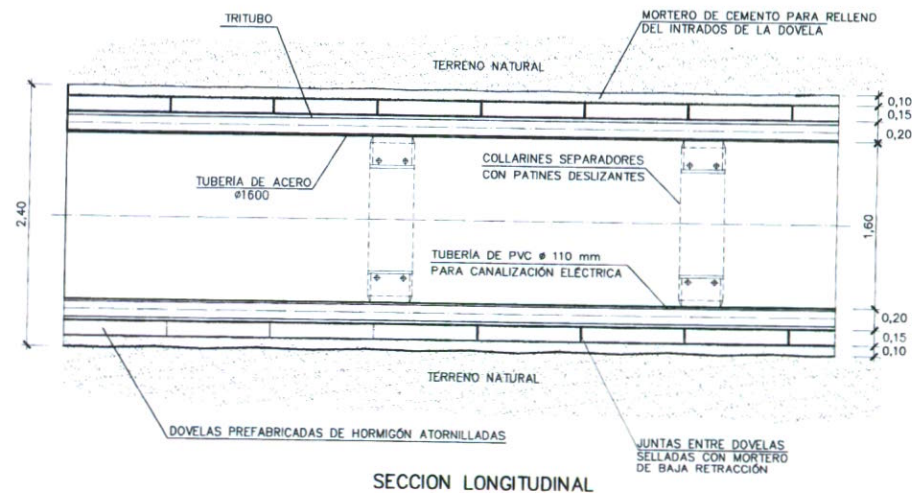 TRITUBO
MORTERO DE CEMENTO PARA RELLENO
DEL INTRADOS DE LA DOVELA
TERRENO NATURAL
0,10
0,15
0,20
TUBERÍA DE ACERO
ø1600
COLLARINES SEPARADORES
CON PATINES DESLIZANTES
2,40
1,60
TUBERÍA DE PVC ø 110 mm
PARA CANALIZACIÓN ELÉCTRICA
0,20
0,15
0,10
TERRENO NATURAL
DOVELAS PREFABRICADAS DE HORMIGÓN ATORNILLADAS
JUNTAS ENTRE DOVELAS
SELLADAS CON MORTERO
DE BAJA RETRACCIÓN
SECCION LONGITUDINAL